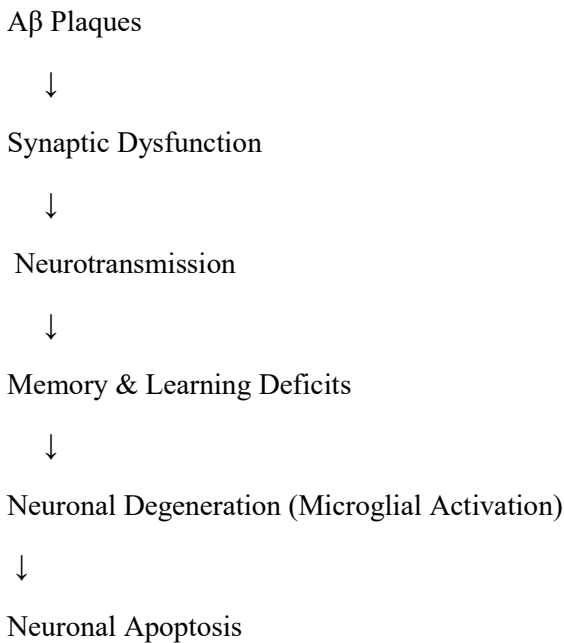 Aβ Plaques
↓
Synaptic Dysfunction
↓
Neurotransmission
↓
Memory & Learning Deficits
↓
Neuronal Degeneration (Microglial Activation)
↓
Neuronal Apoptosis